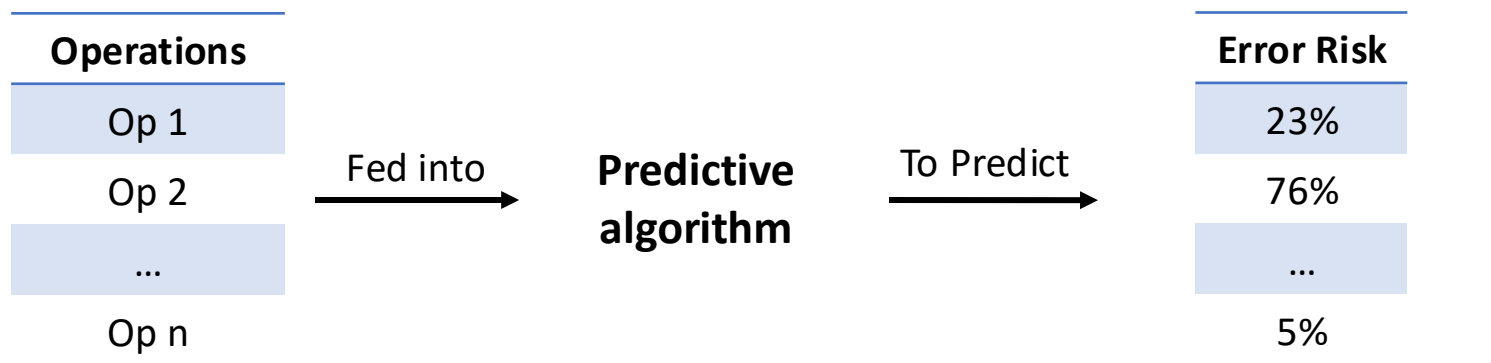 Operations
Op 1
Op 2
...
Op n
Fed into
Predictive
algorithm
To Predict
Error Risk
23%
76%
...
5%